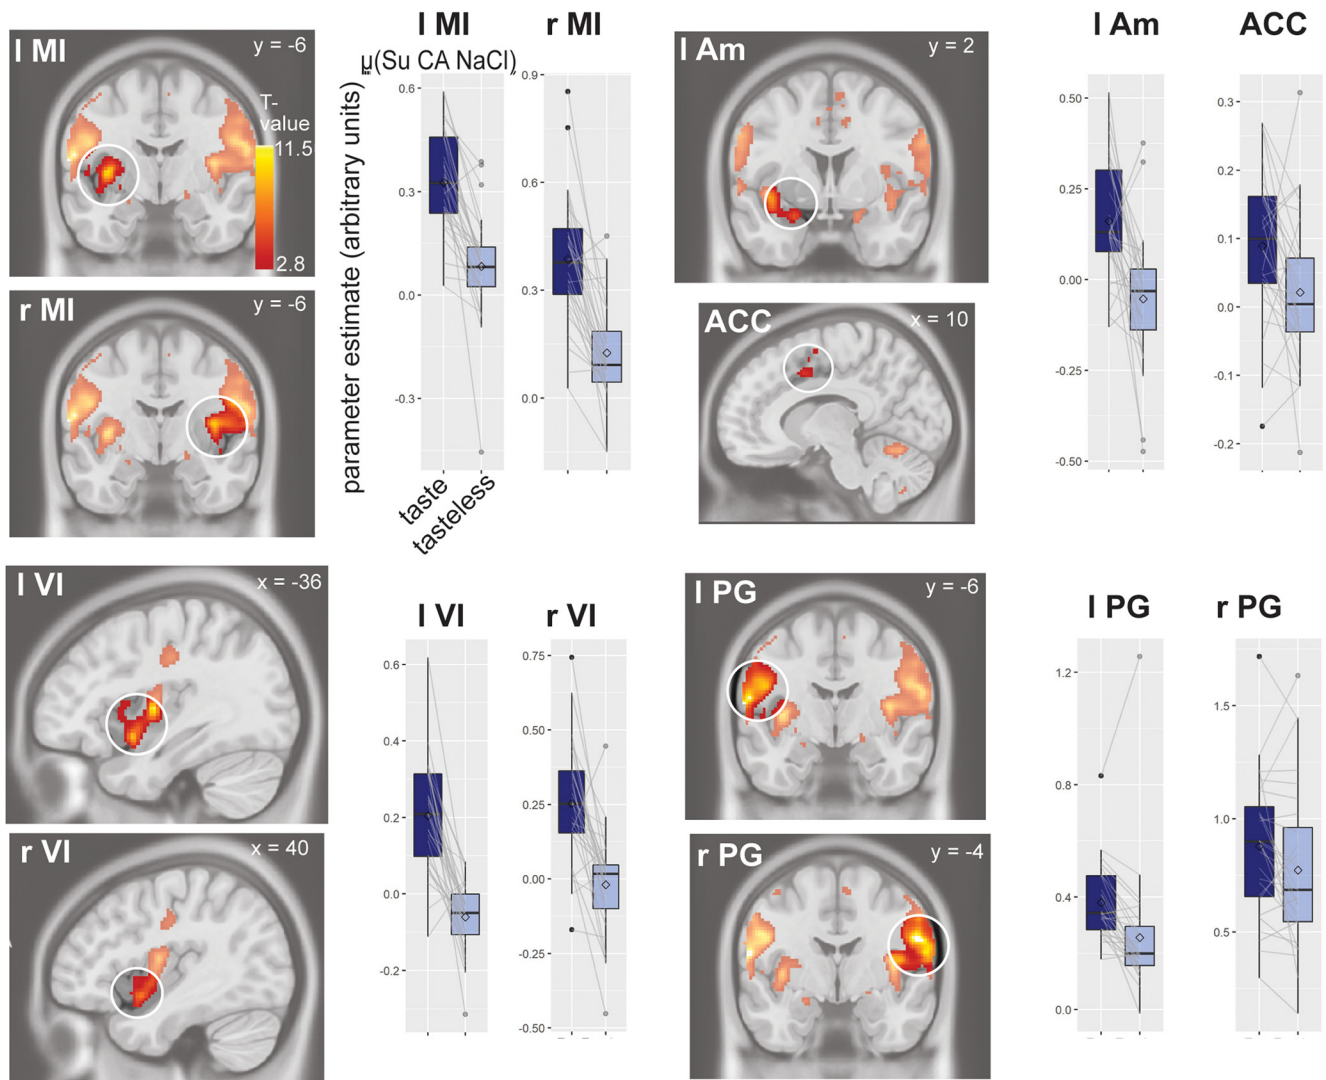 l MI
y = -6
T-
value
11.5
2.8
r MI
y = -6
l MI
r MI
μ(Su CA NaCl)
parameter estimate (arbitrary units)
0.6
0.3
0.0
-0.3
0.9
0.6
0.3
0.0
taste
tasteless
l Am
y = 2
ACC
x = 10
l Am
ACC
0.50
0.25
0.00
-0.25
-0.50
0.3
0.2
0.1
0.0
-0.1
-0.2
l VI
x = -36
r VI
x = 40
l VI
r VI
0.6
0.4
0.2
0.0
-0.2
0.75
0.50
0.25
0.00
-0.25
-0.50
l PG
y = -6
r PG
y = -4
l PG
r PG
1.2
0.8
0.4
0.0
1.5
1.0
0.5